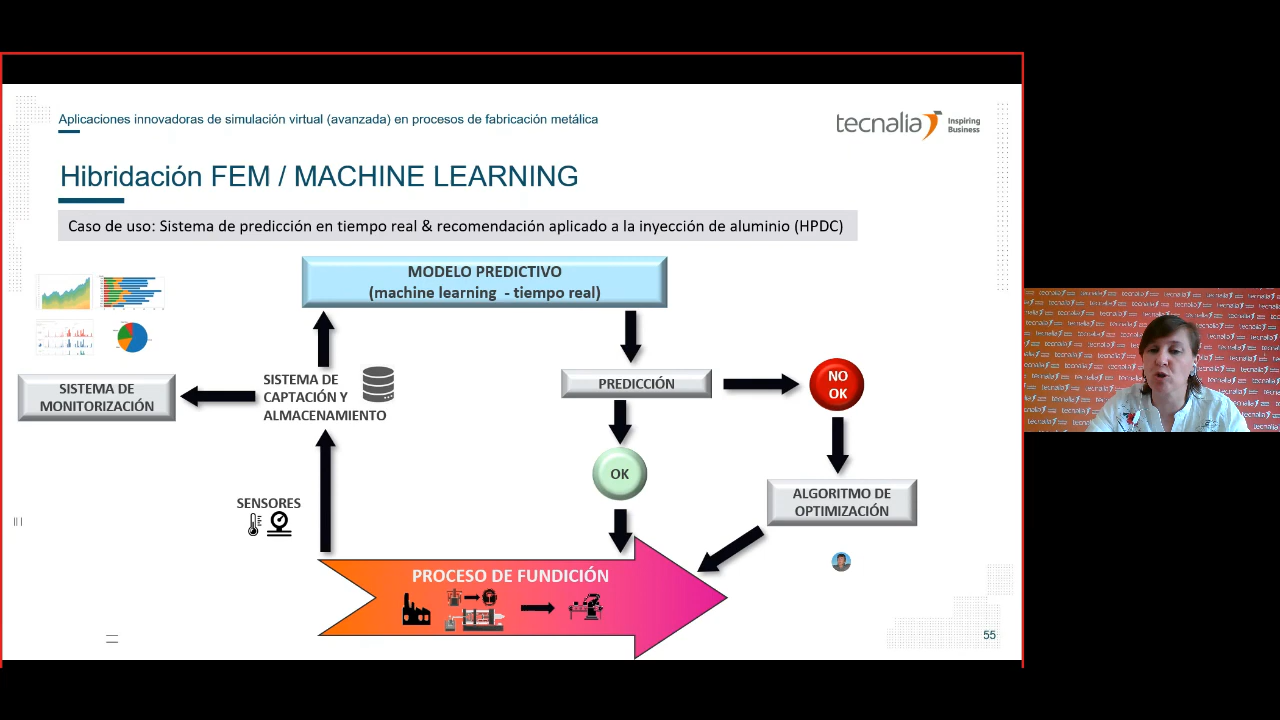 Aplicaciones innovadoras de simulación virtual (avanzada) en procesos de fabricación metálica
tecnalia Inspiring
Business
Hibridación FEM / MACHINE LEARNING
Caso de uso: Sistema de predicción en tiempo real & recomendación aplicado a la inyección de aluminio (HPDC)
MODELO PREDICTIVO
(machine learning - tiempo real)
SISTEMA DE
MONITORIZACIÓN
SISTEMA DE
CAPTACIÓN Y
ALMACENAMIENTO
PREDICCIÓN
NO
OK
OK
ALGORITMO DE
OPTIMIZACIÓN
SENSORES
PROCESO DE FUNDICIÓN
55